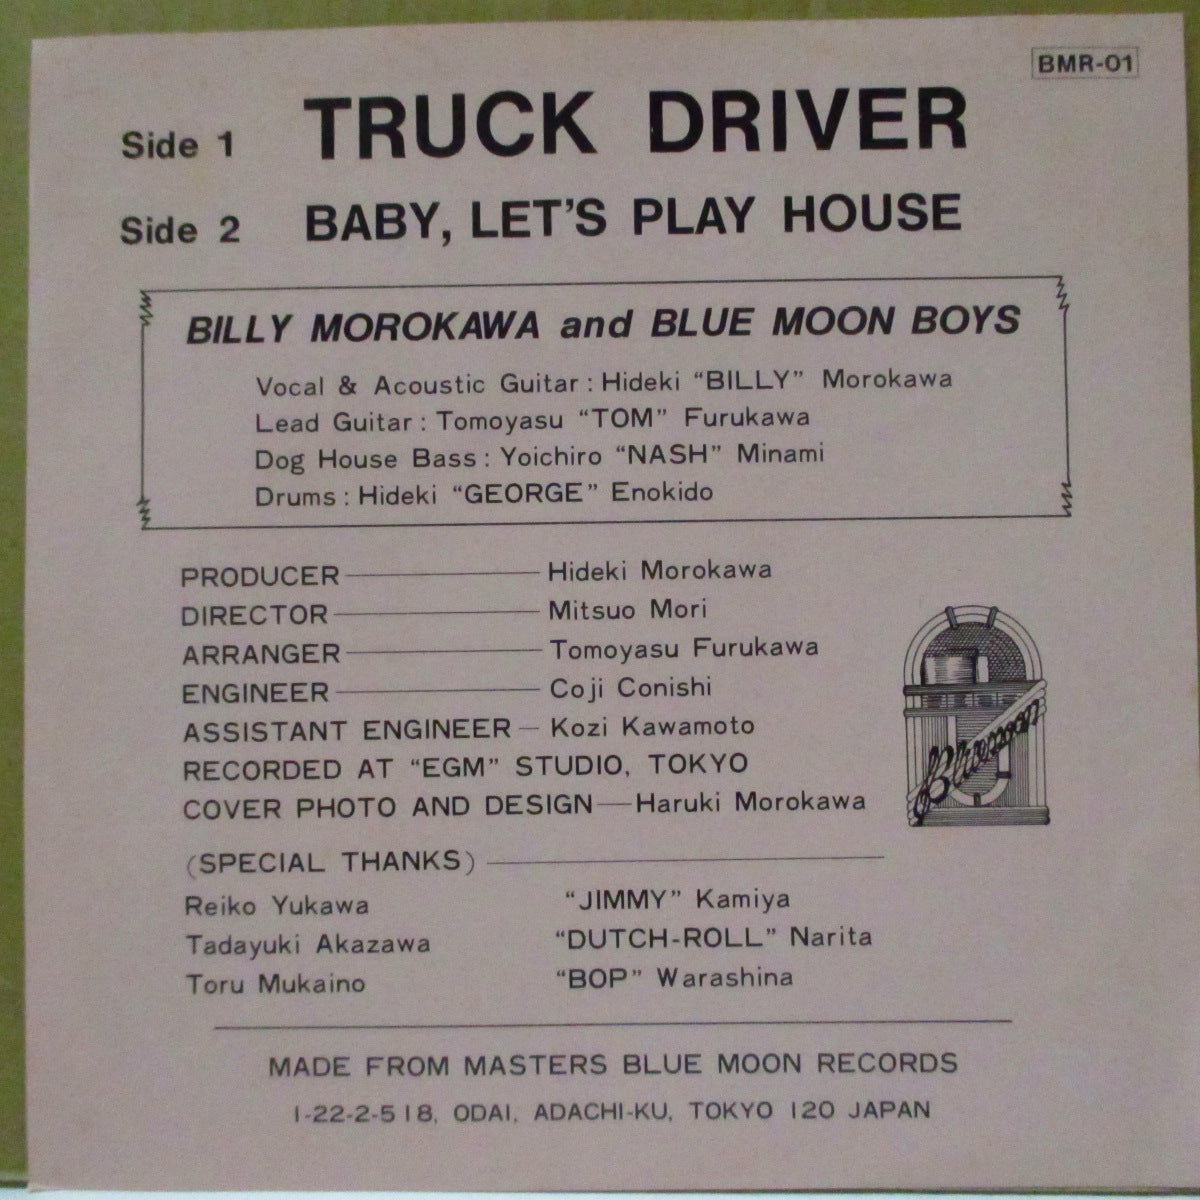 BMR-01
Side 1 TRUCK DRIVER
Side 2 BABY, LET'S PLAY HOUSE
BILLY MOROKAWA and BLUE MOON BOYS
Vocal & Acoustic Guitar : Hideki “BILLY” Morokawa
Lead Guitar : Tomoyasu “TOM” Furukawa
Dog House Bass : Yoichiro “NASH” Minami
Drums : Hideki “GEORGE” Enokido
PRODUCER Hideki Morokawa
DIRECTOR Mitsuo Mori
ARRANGER Tomoyasu Furukawa
ENGINEER Coji Conishi
ASSISTANT ENGINEER Kozi Kawamoto
RECORDED AT “EGM” STUDIO, TOKYO
COVER PHOTO AND DESIGN Haruki Morokawa
Bluemoon
(SPECIAL THANKS)
Reiko Yukawa “JIMMY” Kamiya
Tadayuki Akazawa “DUTCH-ROLL” Narita
Toru Mukaino “BOP” Warashina
MADE FROM MASTERS BLUE MOON RECORDS
1-22-2-518, ODAI, ADACHI-KU, TOKYO 120 JAPAN